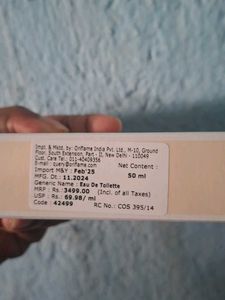 Impt. & Mktd. by: Oriflame India Pvt. Ltd., M-10, Ground
Floor, South Extension, Part - II, New Delhi - 110049
Cust. Care Tel.: 011-40409356
E-mail : query@oriflame.com Net Content :
Import M&Y : Feb'25 50 ml
MFG. Dt.: 11.2024
Generic Name : Eau De Toilette
MRP : Rs. 3499.00 (Incl. of all Taxes)
USP : Rs. 69.98/ ml
Code : 42499 RC No.: COS 395/14